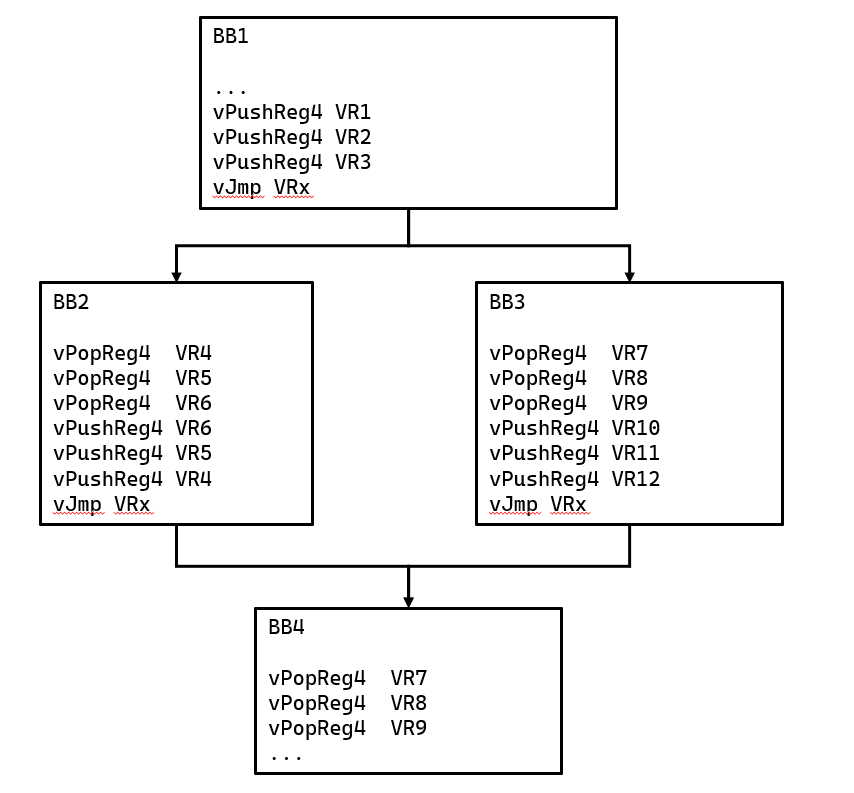 BB1
...
vPushReg4 VR1
vPushReg4 VR2
vPushReg4 VR3
vJmp VRx
BB2
vPopReg4 VR4
vPopReg4 VR5
vPopReg4 VR6
vPushReg4 VR6
vPushReg4 VR5
vPushReg4 VR4
vJmp VRx
BB3
vPopReg4 VR7
vPopReg4 VR8
vPopReg4 VR9
vPushReg4 VR10
vPushReg4 VR11
vPushReg4 VR12
vJmp VRx
BB4
vPopReg4 VR7
vPopReg4 VR8
vPopReg4 VR9
...